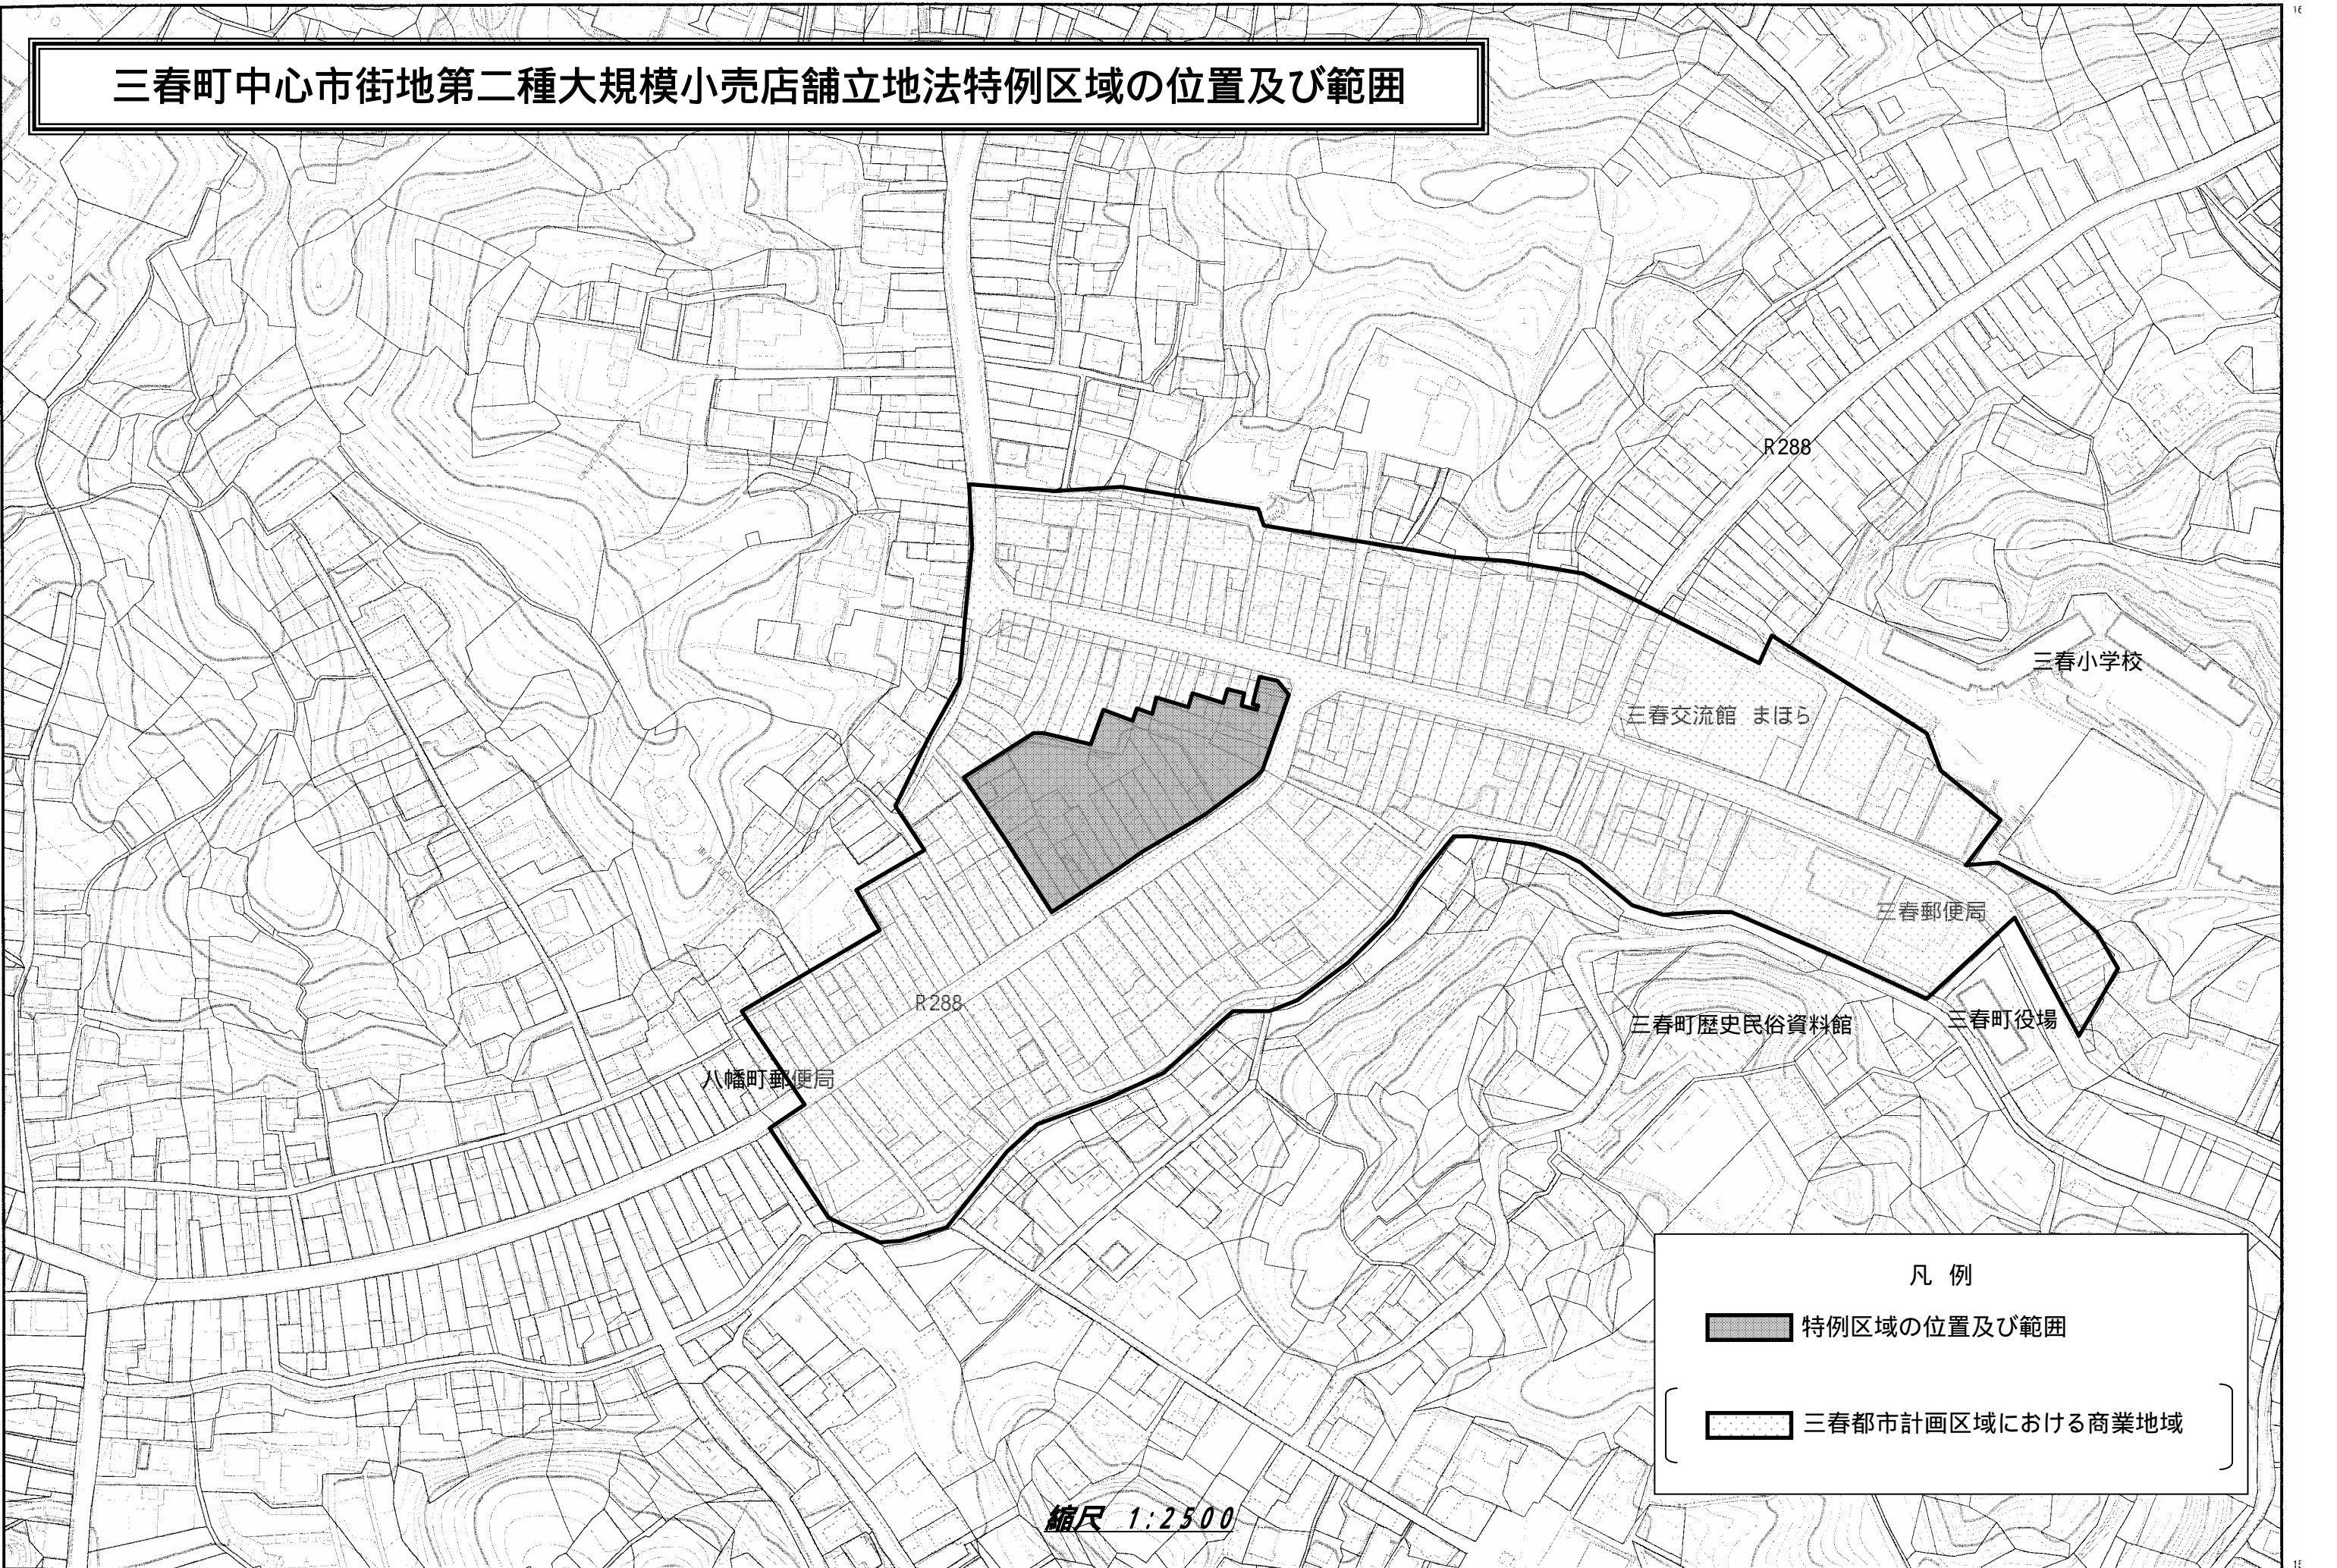 16
三春町中心市街地第二種大規模小売店舗立地法特例区域の位置及び範囲
R288
三春小学校
三春交流館 まほら
三春郵便局
R288
三春町歴史民俗資料館
三春町役場
八幡町郵便局
凡 例
特例区域の位置及び範囲
三春都市計画区域における商業地域
縮尺 1:2500
15